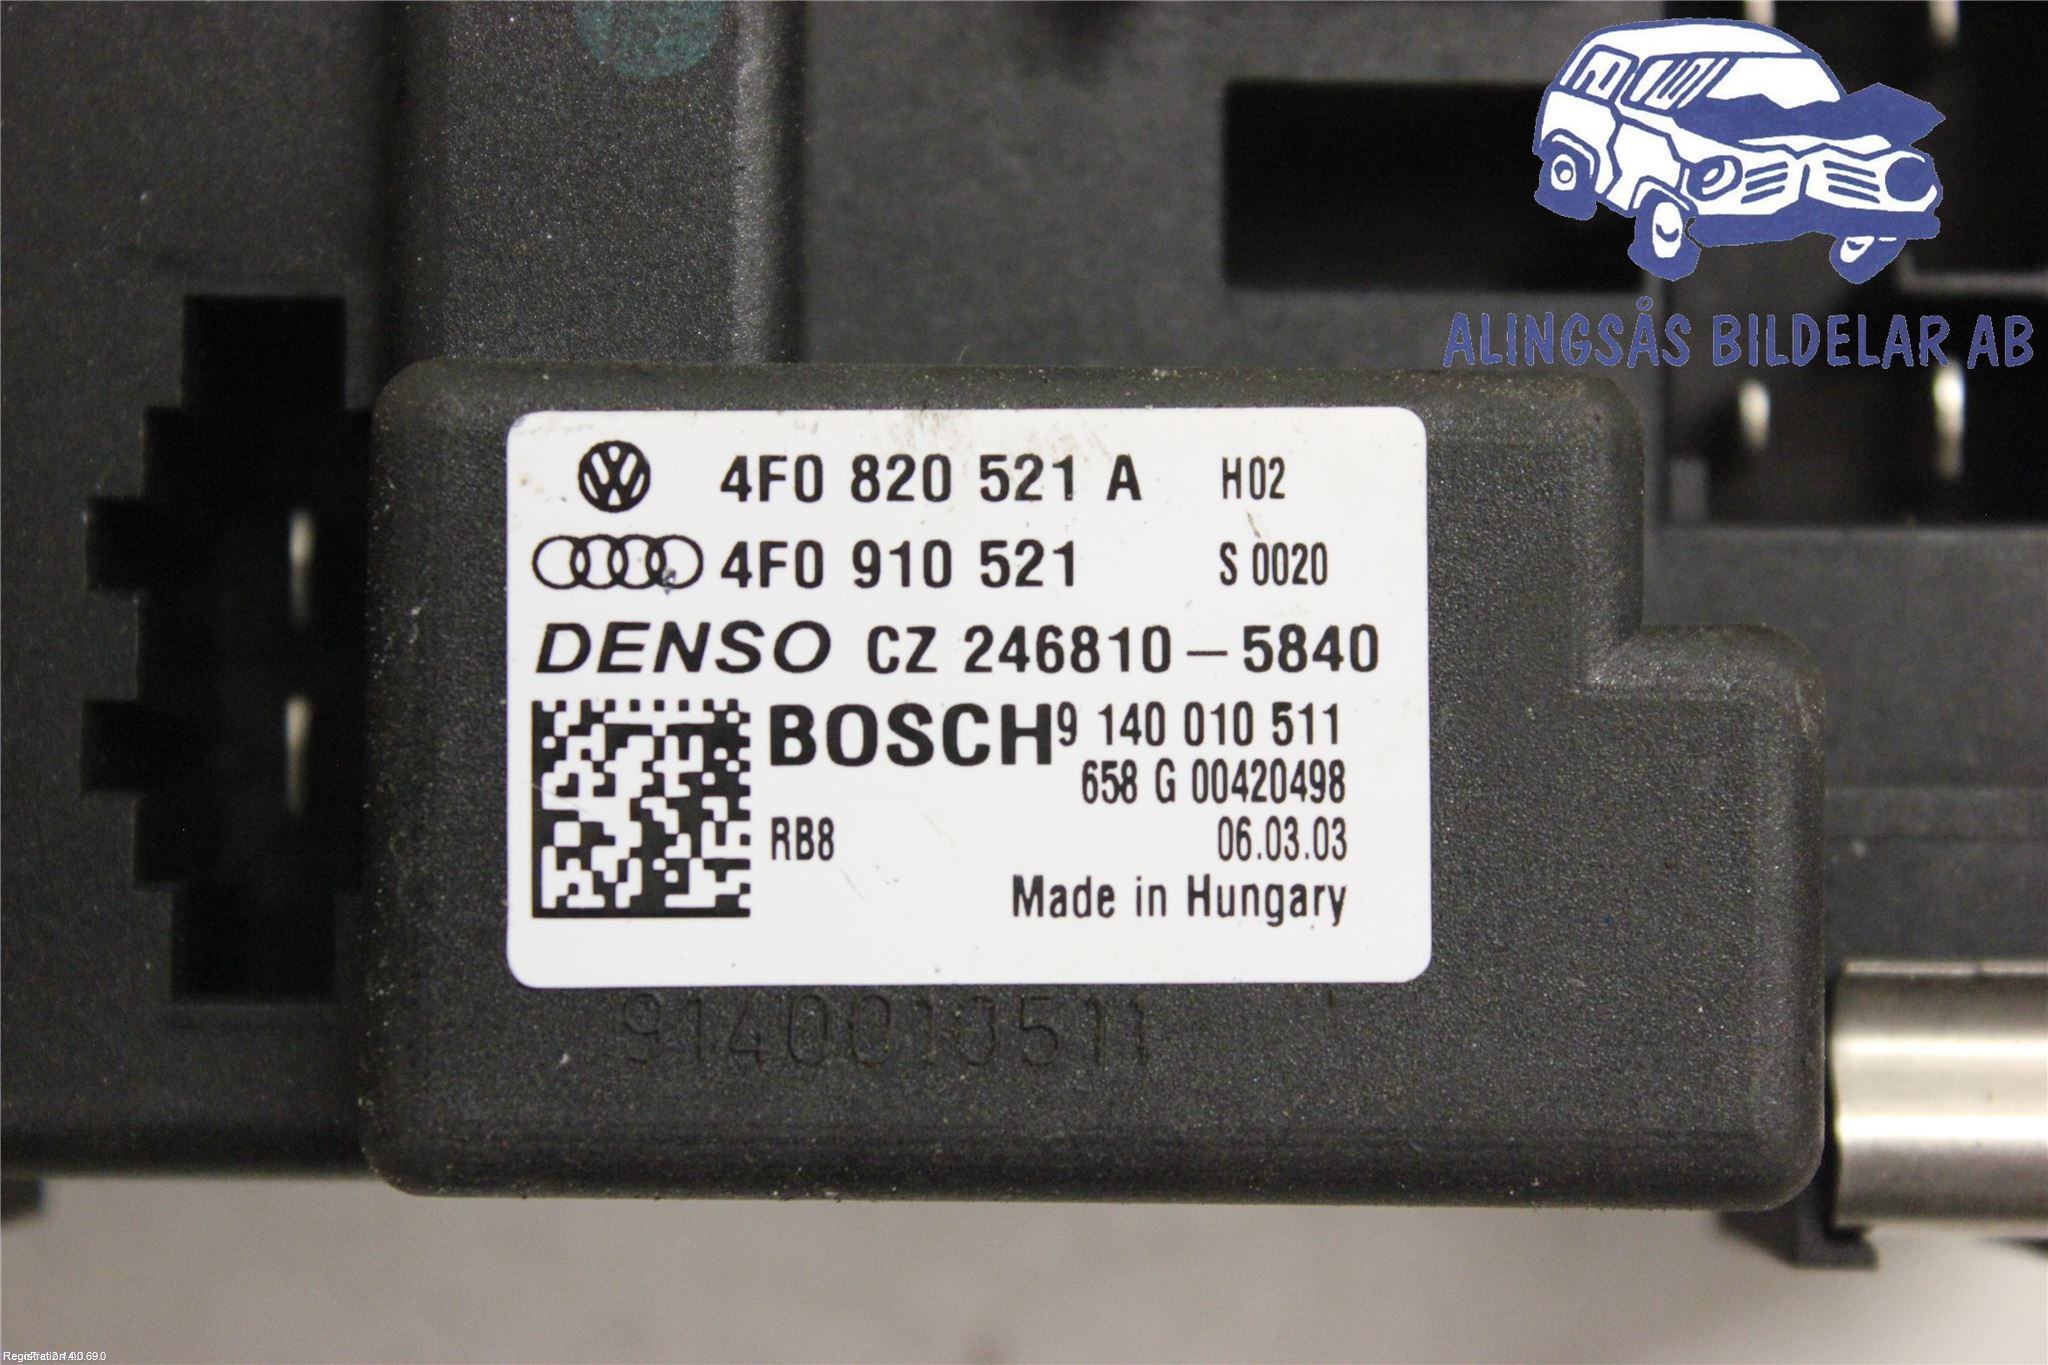 ALINGSÅS BILDELAR AB
4F0 820 521 A H02
4F0 910 521 S 0020
DENSO CZ 246810-5840
BOSCH 9 140 010 511
658 G 00420498
RB8 06.03.03
Made in Hungary
9140010511